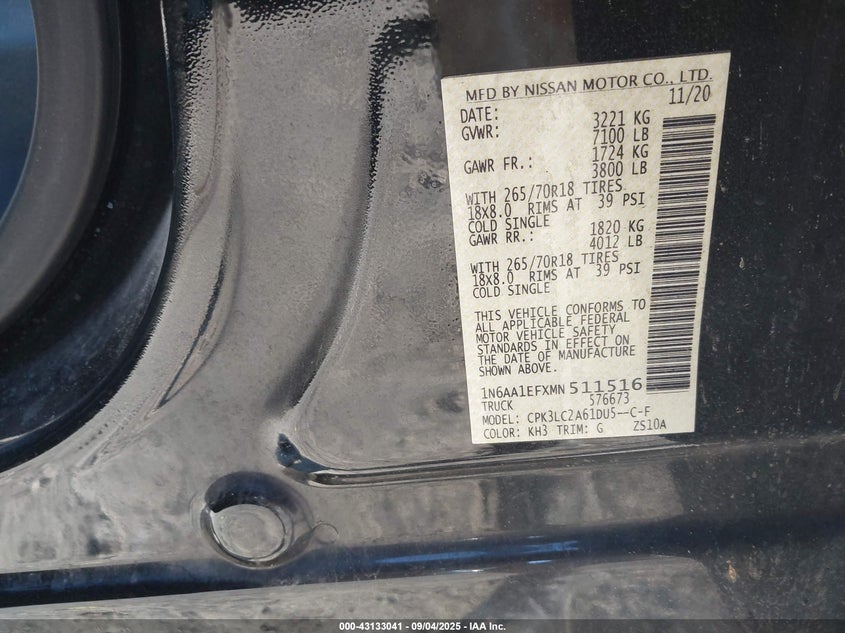 MFD BY NISSAN MOTOR CO., LTD.
DATE: 11/20
GVWR: 3221 KG
7100 LB
GAWR FR.: 1724 KG
3800 LB
WITH 265/70R18 TIRES
18X8.0 RIMS AT 39 PSI
COLD SINGLE
GAWR RR.: 1820 KG
4012 LB
WITH 265/70R18 TIRES
18X8.0 RIMS AT 39 PSI
COLD SINGLE
THIS VEHICLE CONFORMS TO
ALL APPLICABLE FEDERAL
MOTOR VEHICLE SAFETY
STANDARDS IN EFFECT ON
THE DATE OF MANUFACTURE
SHOWN ABOVE.
1N6AA1EFXMN511516
TRUCK 576673
MODEL: CPK3LC2A61DU5--C-F
COLOR: KH3 TRIM: G ZS10A
000-43133041 - 09/04/2025 - IAA Inc.